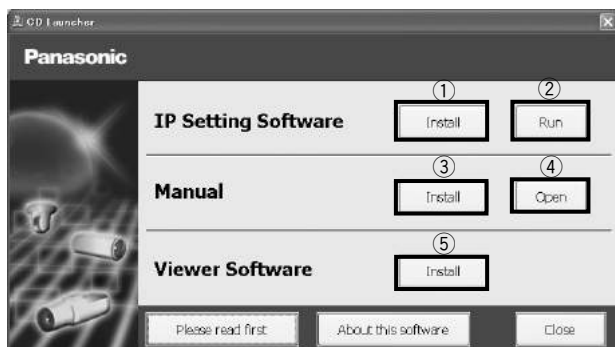 CD Launcher
Panasonic
① ②
IP Setting Software Install Run
③ ④
Manual Install Open
⑤
Viewer Software Install
Please read first About this software Close